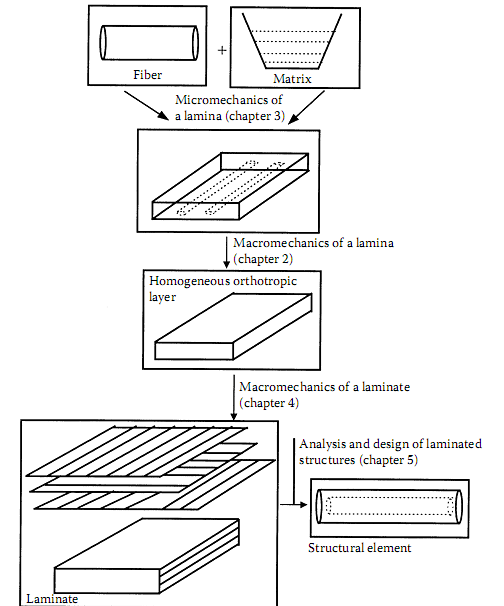 Fiber
+
Matrix
Micromechanics of
a lamina (chapter 3)
Macromechanics of a lamina
(chapter 2)
Homogeneous orthotropic
layer
Macromechanics of a laminate
(chapter 4)
Analysis and design of laminated
structures (chapter 5)
Structural element
Laminate